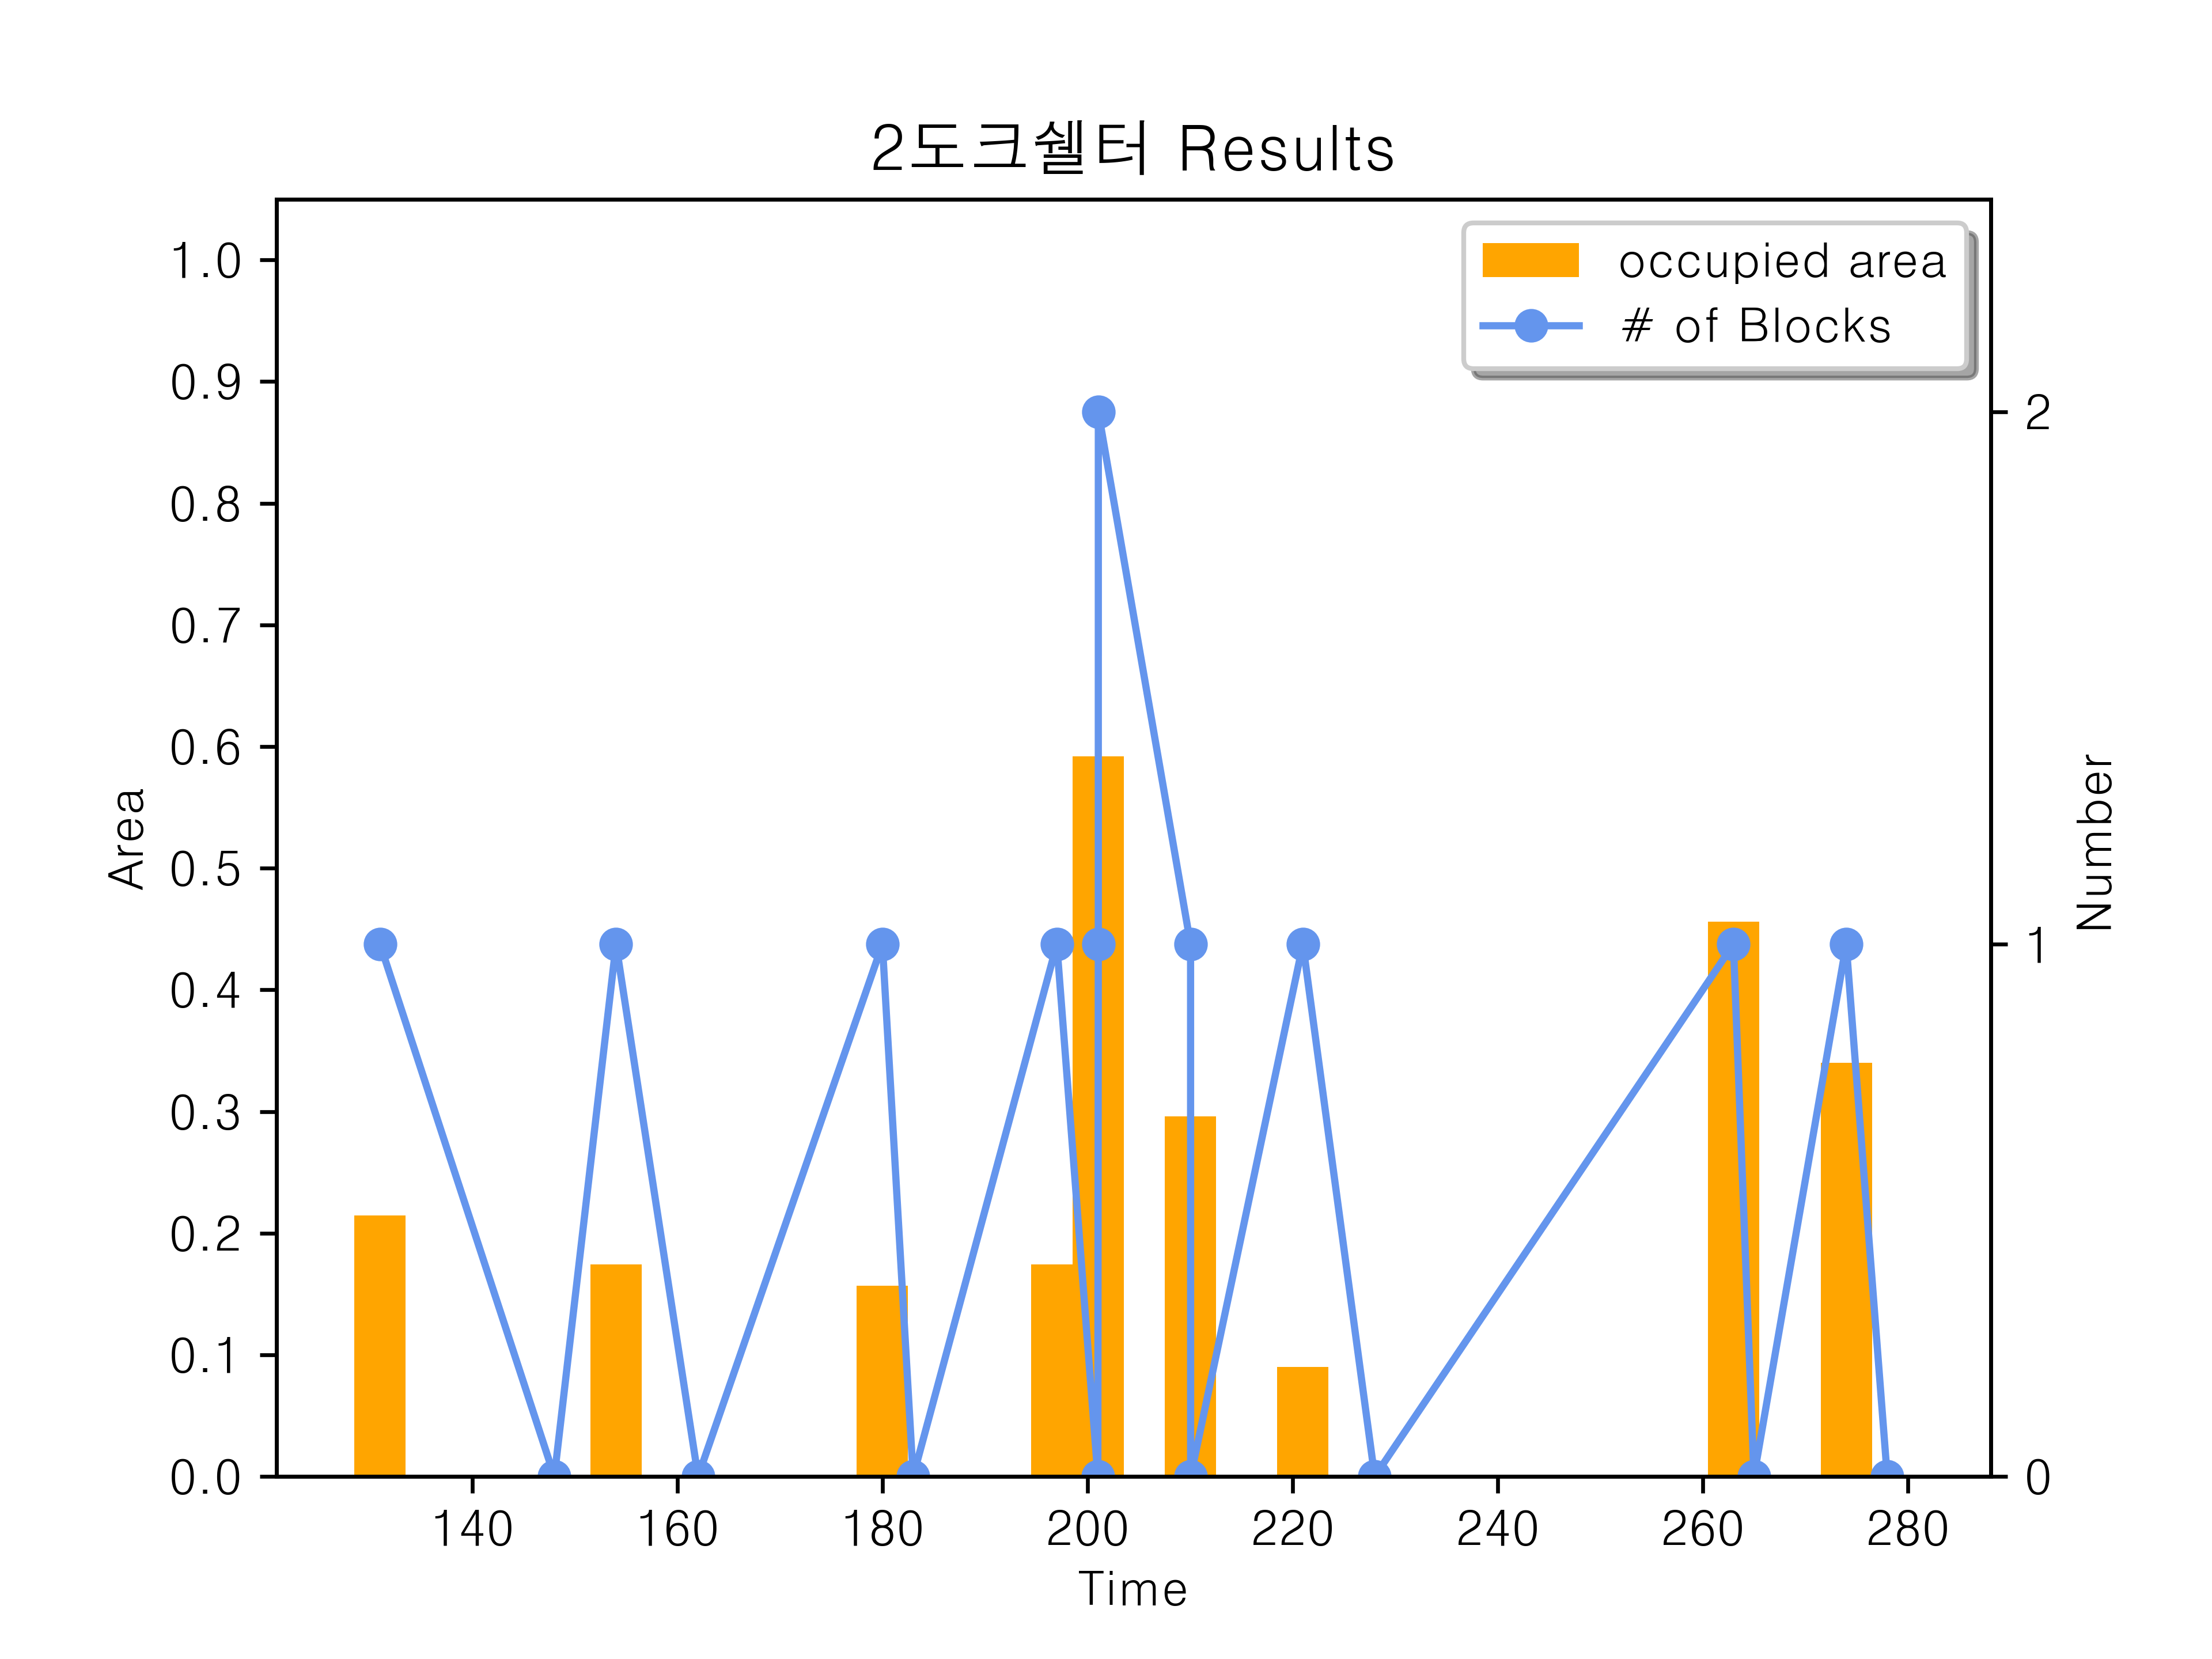 2도크쉘터 Results
occupied area
# of Blocks
1.0
0.9
0.8
0.7
0.6
0.5
0.4
0.3
0.2
0.1
0.0
Area
2
1
0
Number
140 160 180 200 220 240 260 280
Time